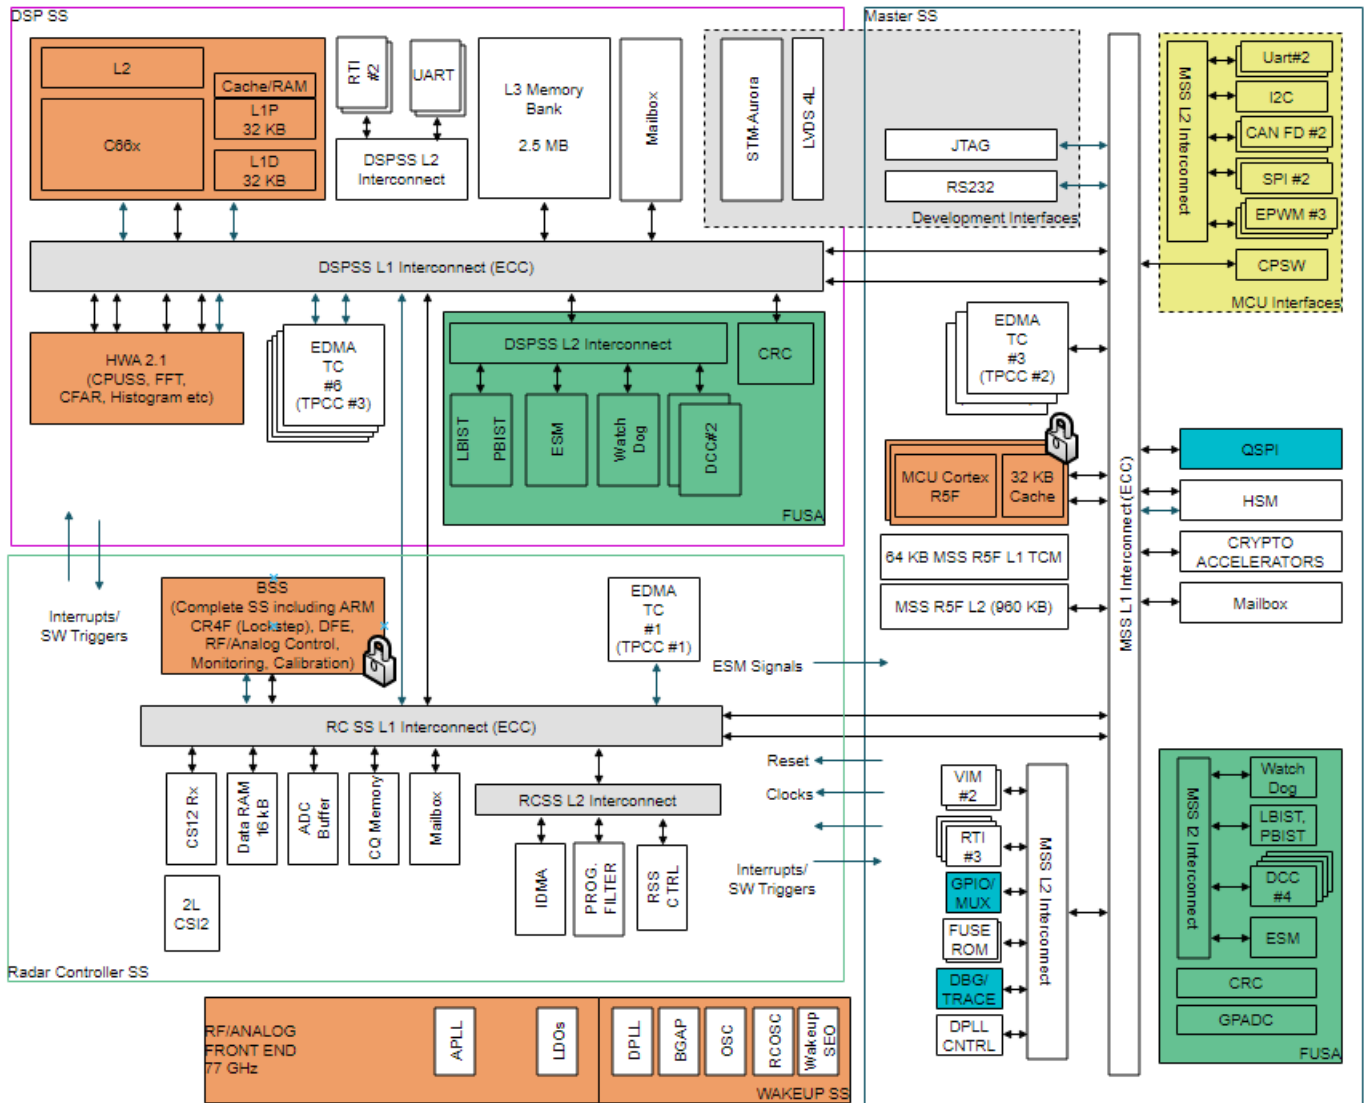 DSP SS
L2
C66x
Cache/RAM
L1P
32 KB
L1D
32 KB
RTI
#2
UART
DSPSS L2
Interconnect
L3 Memory
Bank
2.5 MB
Mailbox
STM-Aurora
LVDS 4L
JTAG
RS232
Development Interfaces
DSPSS L1 Interconnect (ECC)
HWA 2.1
(CPUSS, FFT,
CFAR, Histogram etc)
EDMA
TC
#6
(TPCC #3)
DSPSS L2 Interconnect
CRC
LBIST
PBIST
ESM
Watch
Dog
DCC#2
FUSA
Interrupts/
SW Triggers
Master SS
MSS L2 Interconnect
Uart#2
I2C
CAN FD #2
SPI #2
EPWM #3
CPSW
MCU Interfaces
EDMA
TC
#3
(TPCC #2)
MCU Cortex
R5F
32 KB
Cache
64 KB MSS R5F L1 TCM
MSS R5F L2 (960 KB)
MSS L1 Interconnect (ECC)
QSPI
HSM
CRYPTO
ACCELERATORS
Mailbox
BSS
(Complete SS including ARM
CR4F (Lockstep), DFE,
RF/Analog Control,
Monitoring, Calibration)
EDMA
TC
#1
(TPCC #1)
ESM Signals
RC SS L1 Interconnect (ECC)
CS12 Rx
Data RAM
16 kB
ADC
Buffer
CQ Memory
Mailbox
RCSS L2 Interconnect
IDMA
PROG.
FILTER
RSS
CTRL
2L
CSI2
Radar Controller SS
Reset
Clocks
Interrupts/
SW Triggers
VIM
#2
RTI
#3
GPIO/
MUX
FUSE
ROM
DBG/
TRACE
DPLL
CNTRL
MSS L2 Interconnect
MSS l2 Interconnect
Watch
Dog
LBIST,
PBIST
DCC
#4
ESM
CRC
GPADC
FUSA
RF/ANALOG
FRONT END
77 GHz
APLL
LDOs
DPLL
BGAP
OSC
RCOSC
Wakeup
SEO
WAKEUP SS